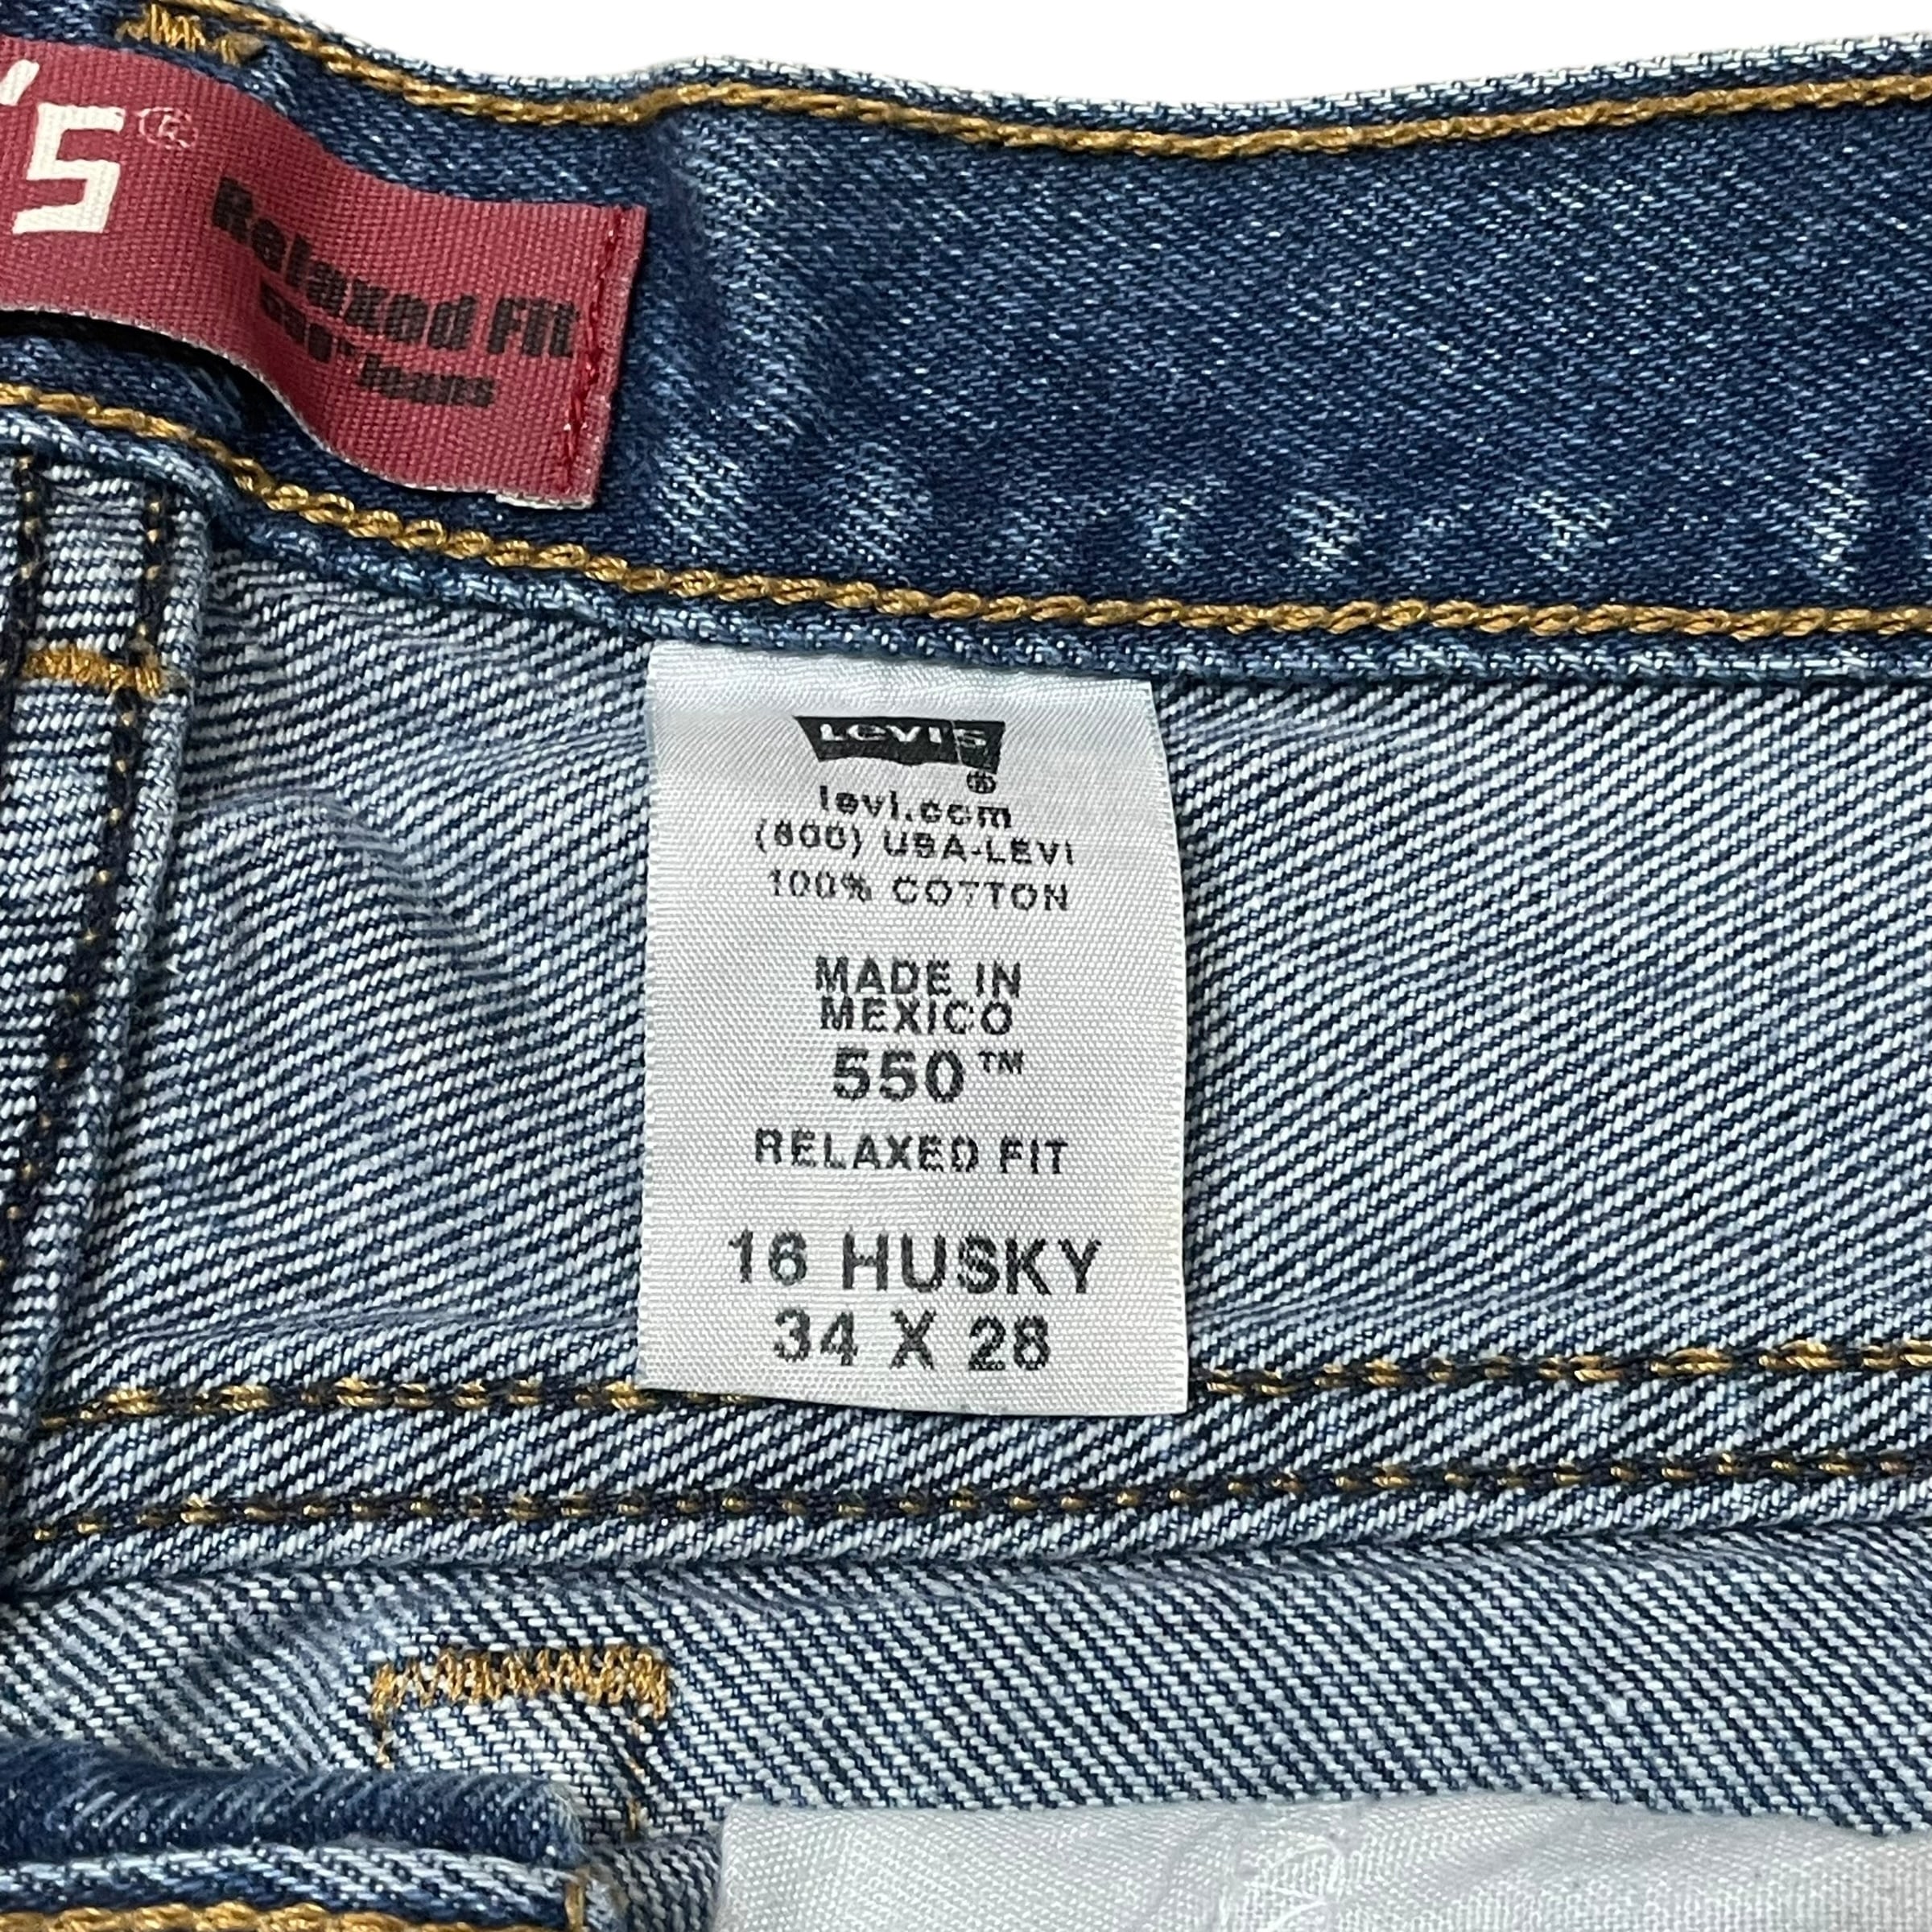 's®
Relaxed Fit
550™ Jeans
LEVI'S
®
levi.com
(800) USA-LEVI
100% COTTON
MADE IN
MEXICO
550™
RELAXED FIT
16 HUSKY
34 X 28